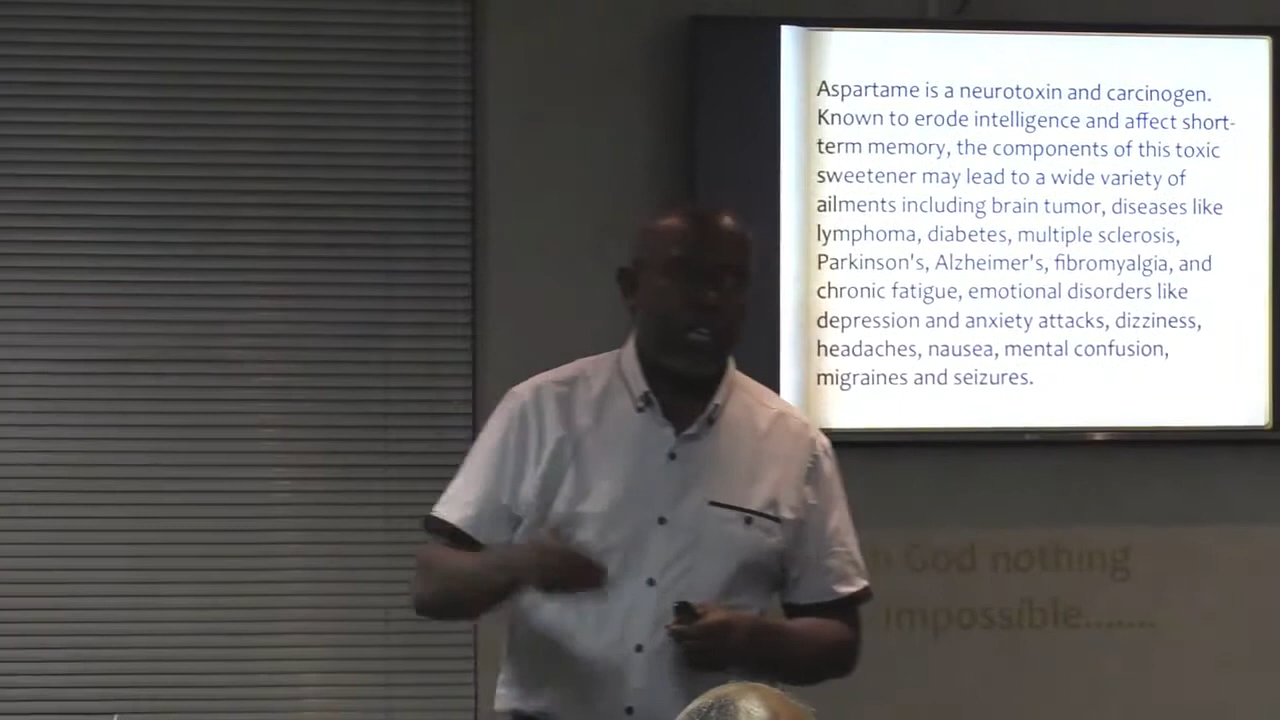 Aspartame is a neurotoxin and carcinogen.
Known to erode intelligence and affect short-
term memory, the components of this toxic
sweetener may lead to a wide variety of
ailments including brain tumor, diseases like
lymphoma, diabetes, multiple sclerosis,
Parkinson's, Alzheimer's, fibromyalgia, and
chronic fatigue, emotional disorders like
depression and anxiety attacks, dizziness,
headaches, nausea, mental confusion,
migraines and seizures.
God nothing
impossible.......